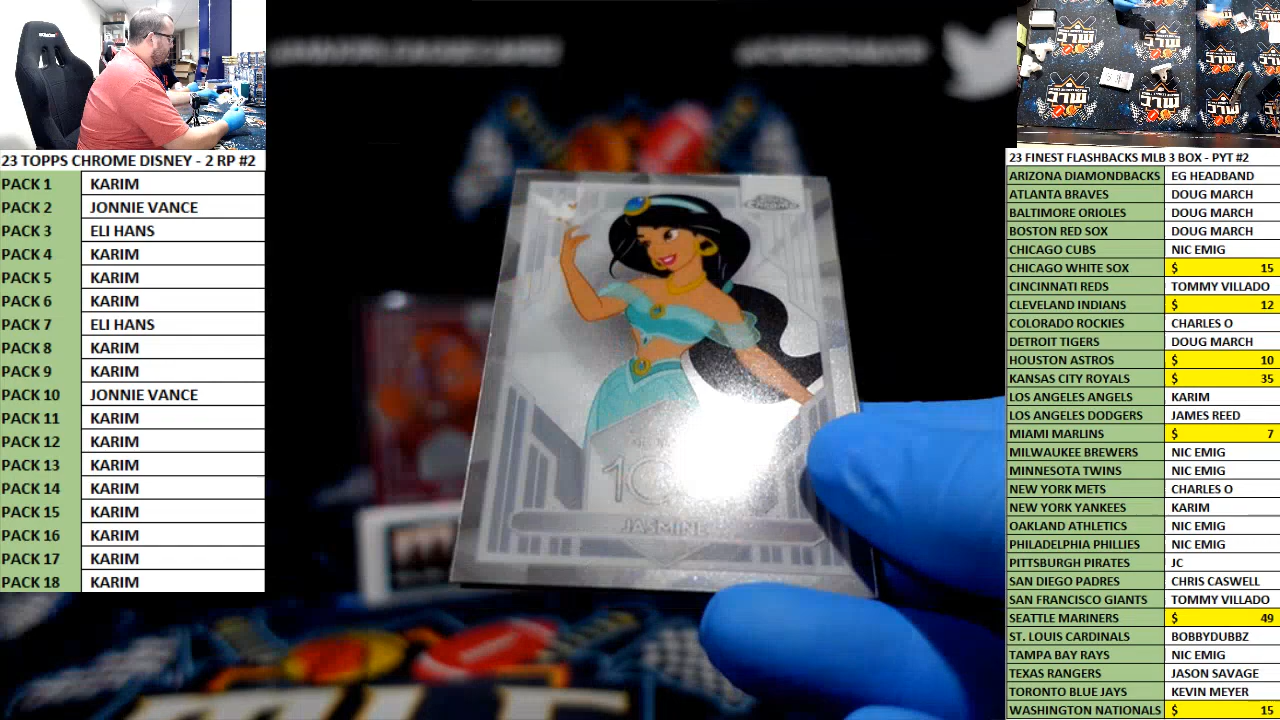 23 TOPPS CHROME DISNEY - 2 RP #2
PACK 1 KARIM
PACK 2 JONNIE VANCE
PACK 3 ELI HANS
PACK 4 KARIM
PACK 5 KARIM
PACK 6 KARIM
PACK 7 ELI HANS
PACK 8 KARIM
PACK 9 KARIM
PACK 10 JONNIE VANCE
PACK 11 KARIM
PACK 12 KARIM
PACK 13 KARIM
PACK 14 KARIM
PACK 15 KARIM
PACK 16 KARIM
PACK 17 KARIM
PACK 18 KARIM
CHROME
100
JASMINE
23 FINEST FLASHBACKS MLB 3 BOX - PYT #2
ARIZONA DIAMONDBACKS EG HEADBAND
ATLANTA BRAVES DOUG MARCH
BALTIMORE ORIOLES DOUG MARCH
BOSTON RED SOX DOUG MARCH
CHICAGO CUBS NIC EMIG
CHICAGO WHITE SOX $ 15
CINCINATI REDS TOMMY VILLADO
CLEVELAND INDIANS $ 12
COLORADO ROCKIES CHARLES O
DETROIT TIGERS DOUG MARCH
HOUSTON ASTROS $ 10
KANSAS CITY ROYALS $ 35
LOS ANGELES ANGELS KARIM
LOS ANGELES DODGERS JAMES REED
MIAMI MARLINS $ 7
MILWAUKEE BREWERS NIC EMIG
MINNESOTA TWINS NIC EMIG
NEW YORK METS CHARLES O
NEW YORK YANKEES KARIM
OAKLAND ATHLETICS NIC EMIG
PHILADELPHIA PHILLIES NIC EMIG
PITTSBURGH PIRATES JC
SAN DIEGO PADRES CHRIS CASWELL
SAN FRANCISCO GIANTS TOMMY VILLADO
SEATTLE MARINERS $ 49
ST. LOUIS CARDINALS BOBBYDUBBZ
TAMPA BAY RAYS NIC EMIG
TEXAS RANGERS JASON SAVAGE
TORONTO BLUE JAYS KEVIN MEYER
WASHINGTON NATIONALS $ 15